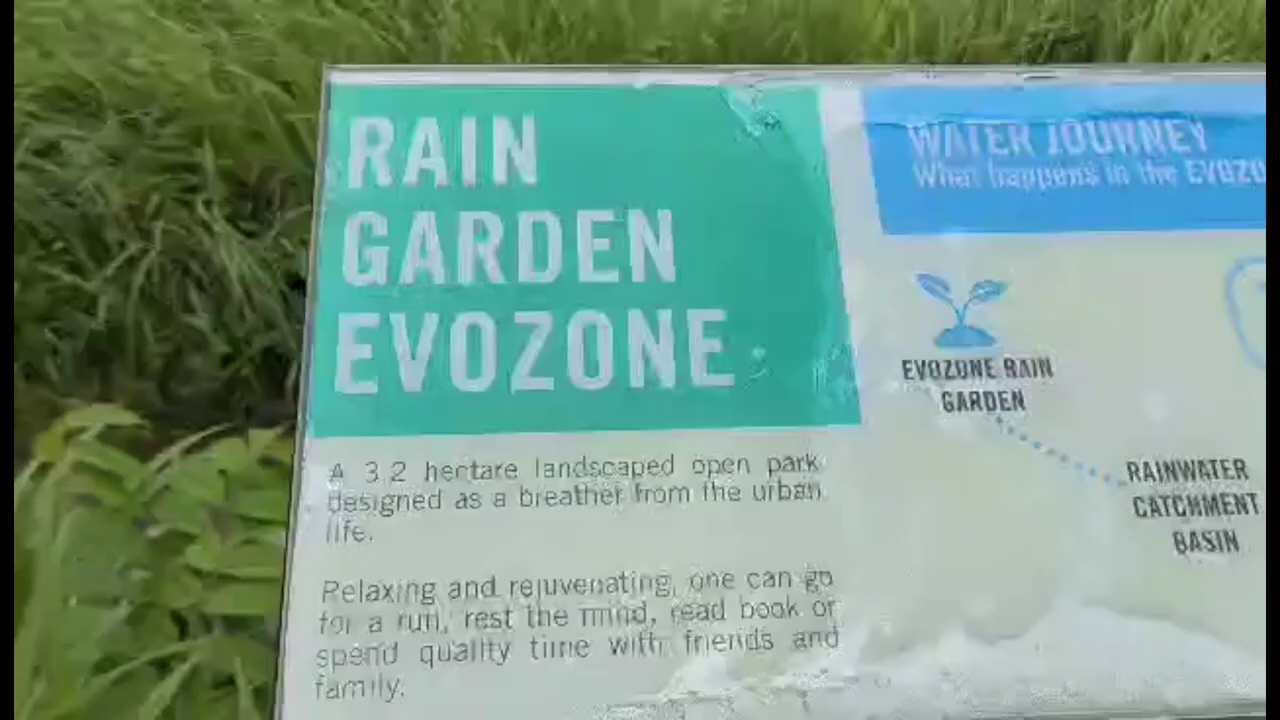 RAIN
GARDEN
EVOZONE
A 3.2 hectare landscaped open park
designed as a breather from the urban
life.
Relaxing and rejuvenating, one can go
for a run, rest the mind, read book or
spend quality time with friends and
family.
WATER JOURNEY
What happens in the EVOZO
EVOZONE RAIN
GARDEN
RAINWATER
CATCHMENT
BASIN